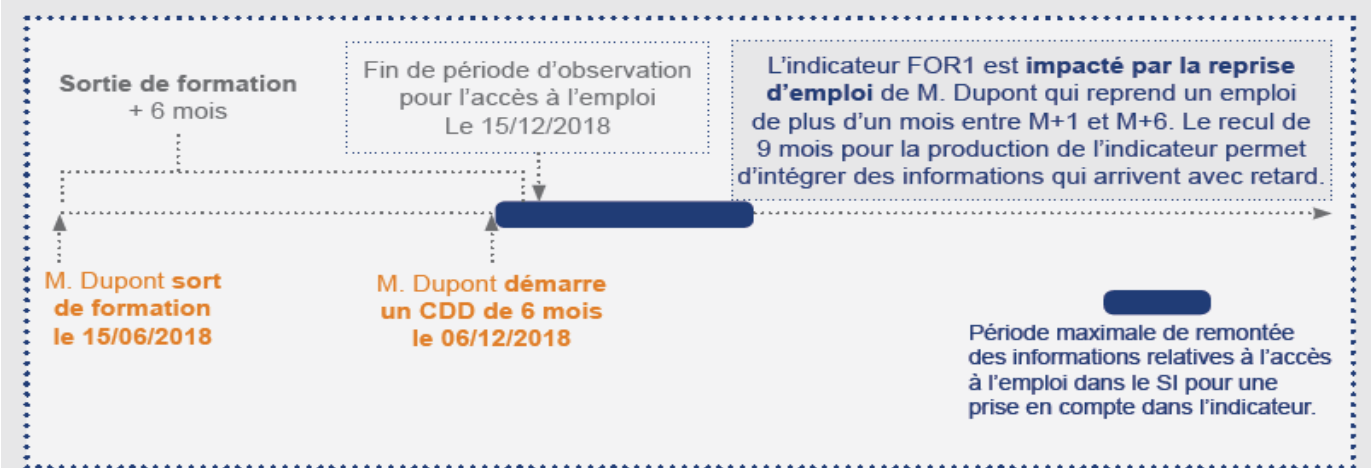 Sortie de formation
+ 6 mois
Fin de période d'observation
pour l'accès à l'emploi
Le 15/12/2018
L'indicateur FOR1 est impacté par la reprise
d'emploi de M. Dupont qui reprend un emploi
de plus d'un mois entre M+1 et M+6. Le recul de
9 mois pour la production de l'indicateur permet
d'intégrer des informations qui arrivent avec retard.
M. Dupont sort
de formation
le 15/06/2018
M. Dupont démarre
un CDD de 6 mois
le 06/12/2018
Période maximale de remontée
des informations relatives à l'accès
à l'emploi dans le SI pour une
prise en compte dans l'indicateur.